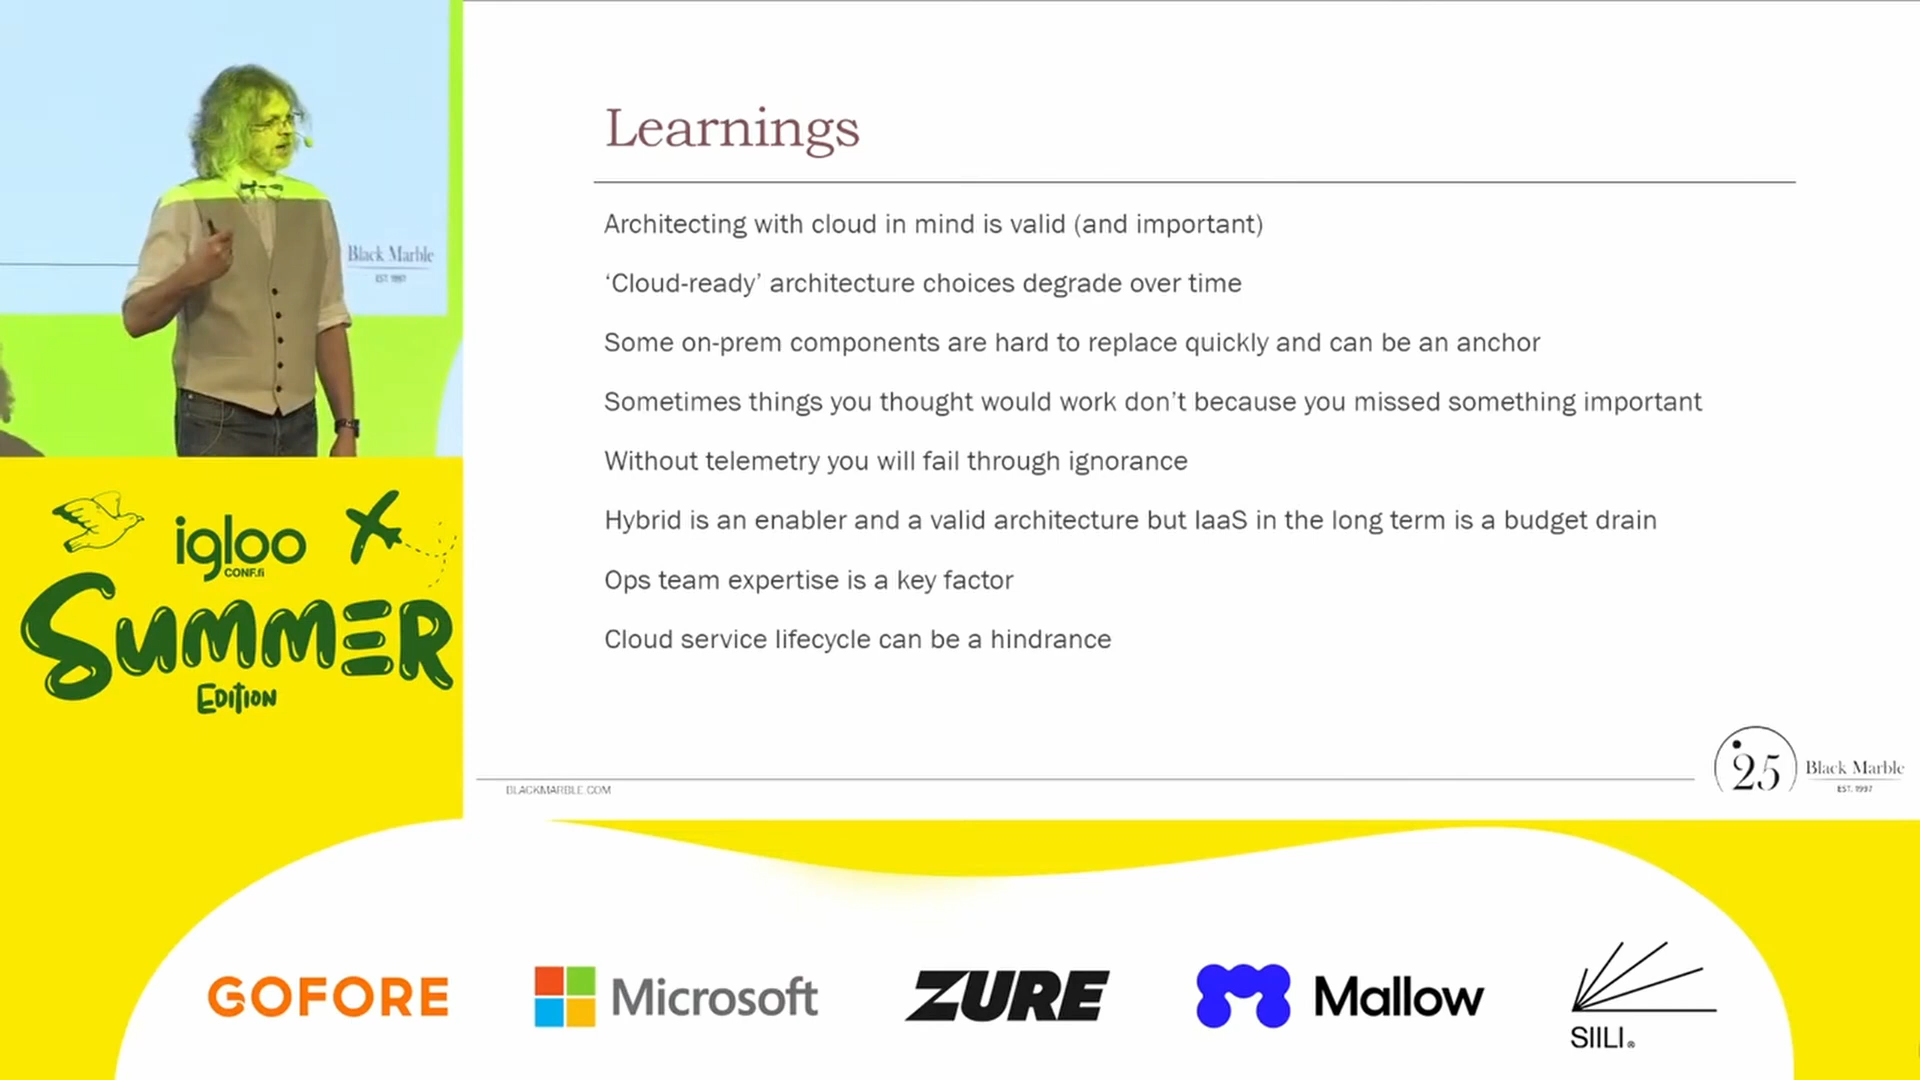 Black Marble
EST. 1997
igloo
CONF.fi
SUMMER
EDITION
Learnings
Architecting with cloud in mind is valid (and important)
‘Cloud-ready’ architecture choices degrade over time
Some on-prem components are hard to replace quickly and can be an anchor
Sometimes things you thought would work don’t because you missed something important
Without telemetry you will fail through ignorance
Hybrid is an enabler and a valid architecture but IaaS in the long term is a budget drain
Ops team expertise is a key factor
Cloud service lifecycle can be a hindrance
BLACKMARBLE.COM
25
Black Marble
EST. 1997
GOFORE
Microsoft
ZURE
Mallow
SIILI®